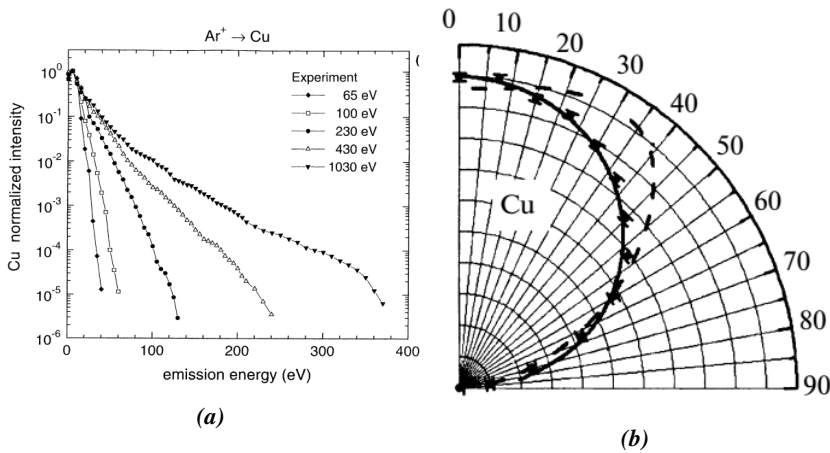 Ar⁺ → Cu
(
Cu normalized intensity
10⁰
10⁻¹
10⁻²
10⁻³
10⁻⁴
10⁻⁵
10⁻⁶
Experiment
65 eV
100 eV
230 eV
430 eV
1030 eV
0 100 200 300 400
emission energy (eV)
(a)
0
10
20
30
40
50
60
70
80
90
Cu
(b)